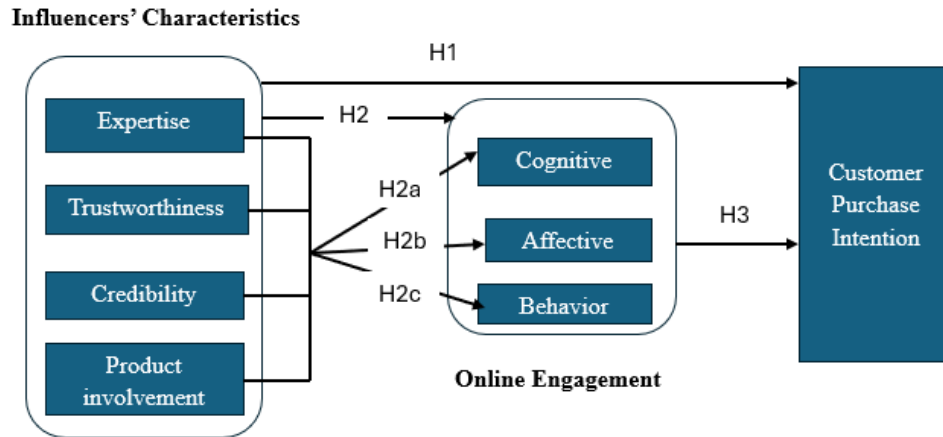 Influencers' Characteristics
H1
Expertise
H2
Cognitive
Customer
Purchase
Intention
Trustworthiness
H2a
H3
H2b
Affective
Credibility
H2c
Behavior
Product
involvement
Online Engagement